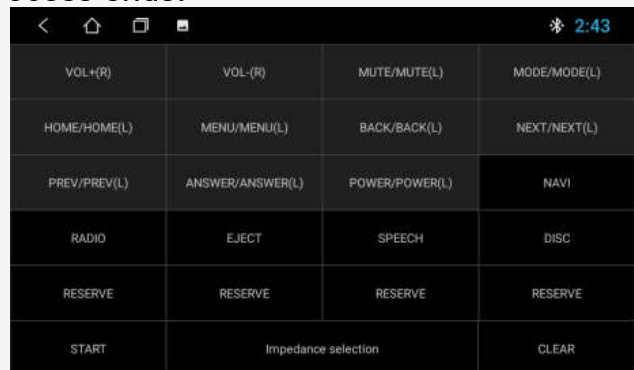 2:43
VOL+(R) VOL-(R) MUTE/MUTE(L) MODE/MODE(L)
HOME/HOME(L) MENU/MENU(L) BACK/BACK(L) NEXT/NEXT(L)
PREV/PREV(L) ANSWER/ANSWER(L) POWER/POWER(L) NAVI
RADIO EJECT SPEECH DISC
RESERVE RESERVE RESERVE RESERVE
START Impedance selection CLEAR